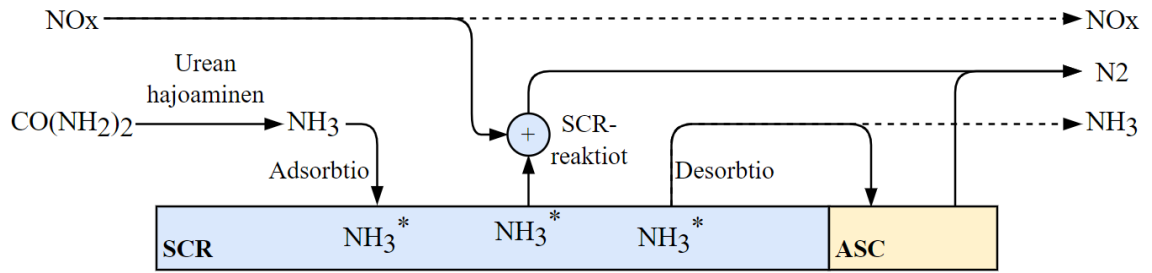 NOx
NOx
Urean
hajoaminen
N2
CO(NH2)2
NH3
+
SCR-
reaktiot
NH3
Adsorbtio
Desorbtio
SCR
NH3*
NH3*
NH3*
ASC